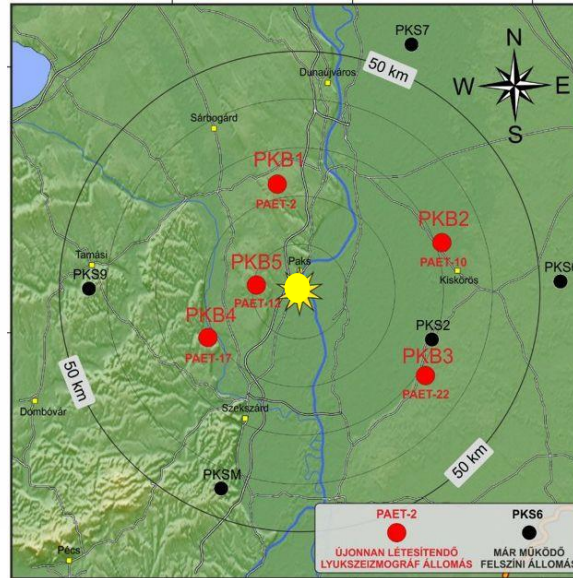 PKS7
50 km
N
W E
S
Dunaújváros
Sárbogárd
PKB1
PAET-2
PKB2
PAET-10
Kiskőrös
Tamási
PKS9
Paks
PKB5
PAET-12
PKB4
PAET-17
PKS2
PKB3
PAET-22
50 km
Dombóvár
Szekszárd
50 km
PKSM
Pécs
PAET-2
ÚJONNAN LÉTESÍTENDŐ
LYUKSZEIZMOGRÁF ÁLLOMÁS
PKS6
MÁR MŰKÖDŐ
FELSZÍNI ÁLLOMÁS